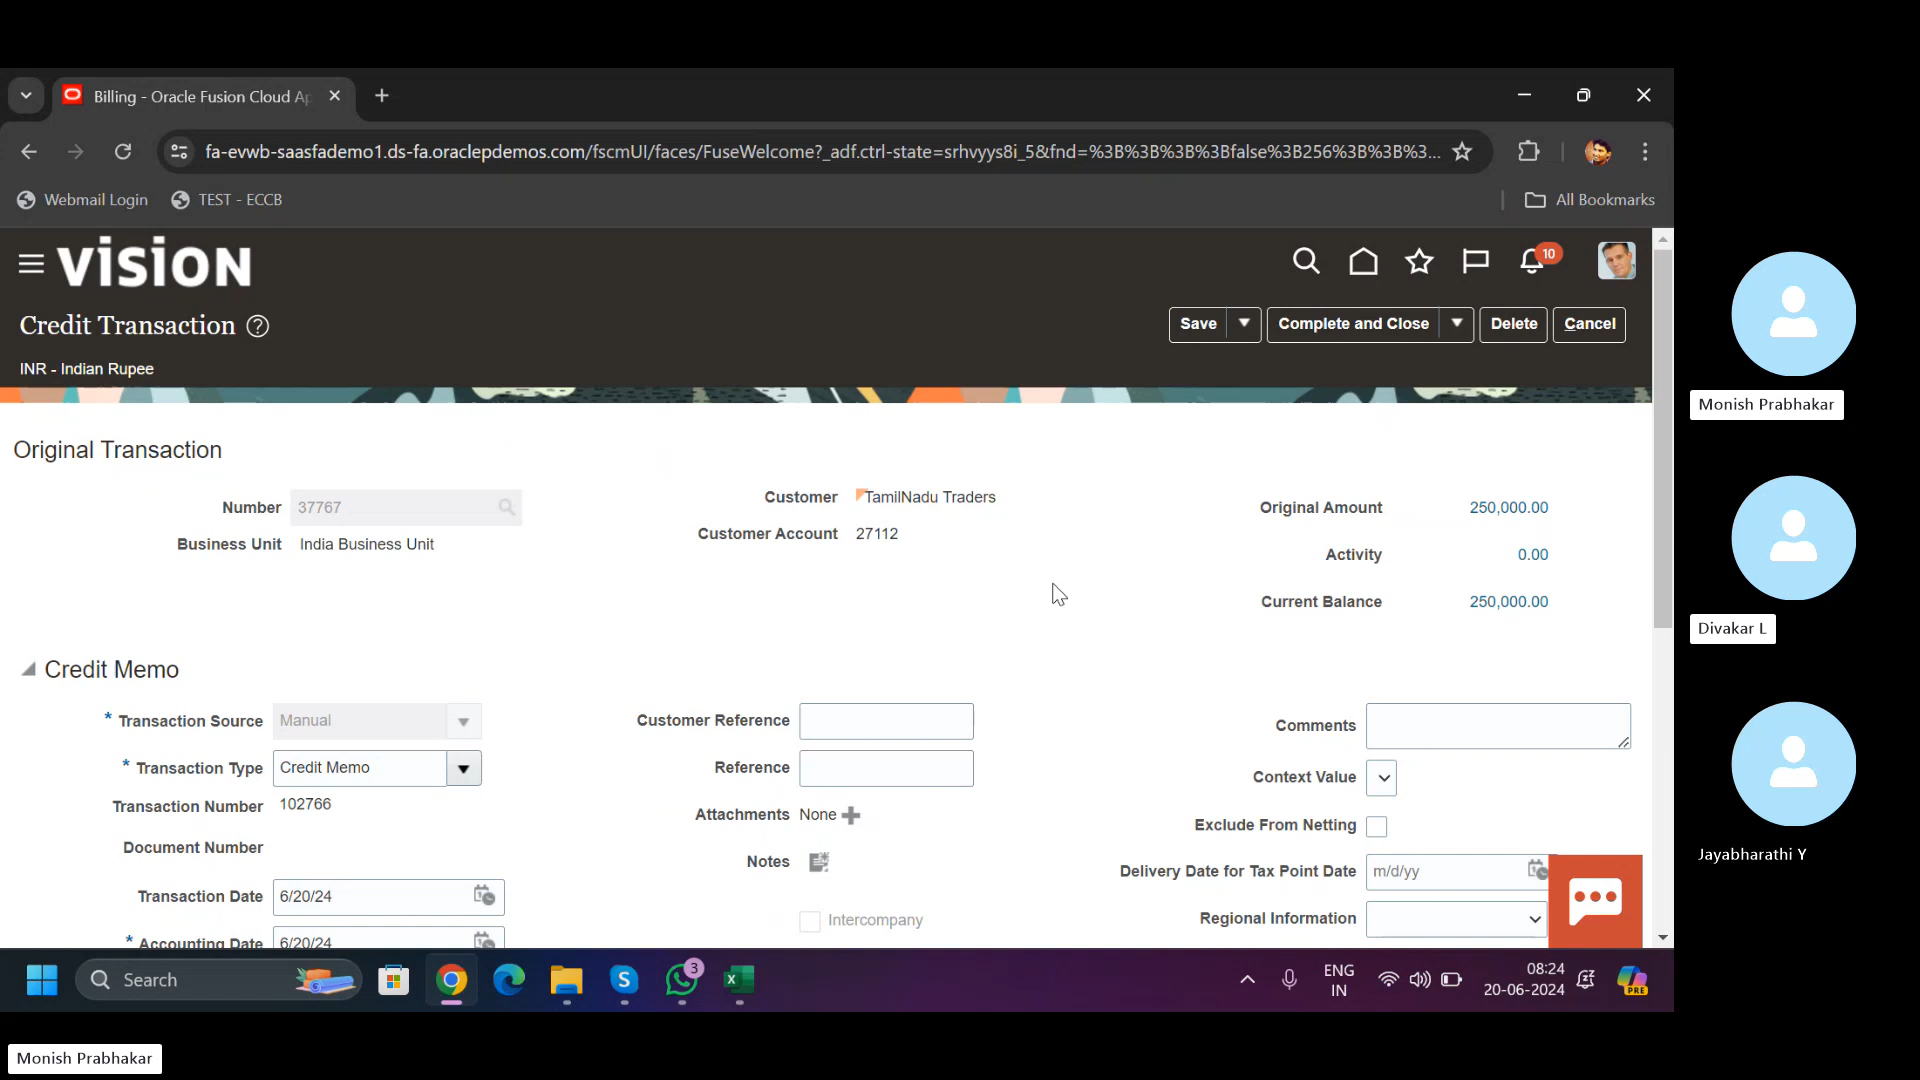 Billing - Oracle Fusion Cloud Ap
fa-evwb-saasfademo1.ds-fa.oraclepdemos.com/fscmUI/faces/FuseWelcome?_adf.ctrl-state=srhvyys8i_5&fnd=%3B%3B%3B%3Bfalse%3B256%3B%3B%3...
Webmail Login
TEST - ECCB
All Bookmarks
VISION
10
Credit Transaction
Save
Complete and Close
Delete
Cancel
INR - Indian Rupee
Original Transaction
Number 37767
Business Unit India Business Unit
Customer TamilNadu Traders
Customer Account 27112
Original Amount 250,000.00
Activity 0.00
Current Balance 250,000.00
Credit Memo
* Transaction Source Manual
* Transaction Type Credit Memo
Transaction Number 102766
Document Number
Transaction Date 6/20/24
* Accounting Date 6/20/24
Customer Reference
Reference
Attachments None
Notes
Intercompany
Comments
Context Value
Exclude From Netting
Delivery Date for Tax Point Date m/d/yy
Regional Information
Search
3
ENG
IN
08:24
20-06-2024
PRE
Monish Prabhakar
Divakar L
Jayabharathi Y
Monish Prabhakar